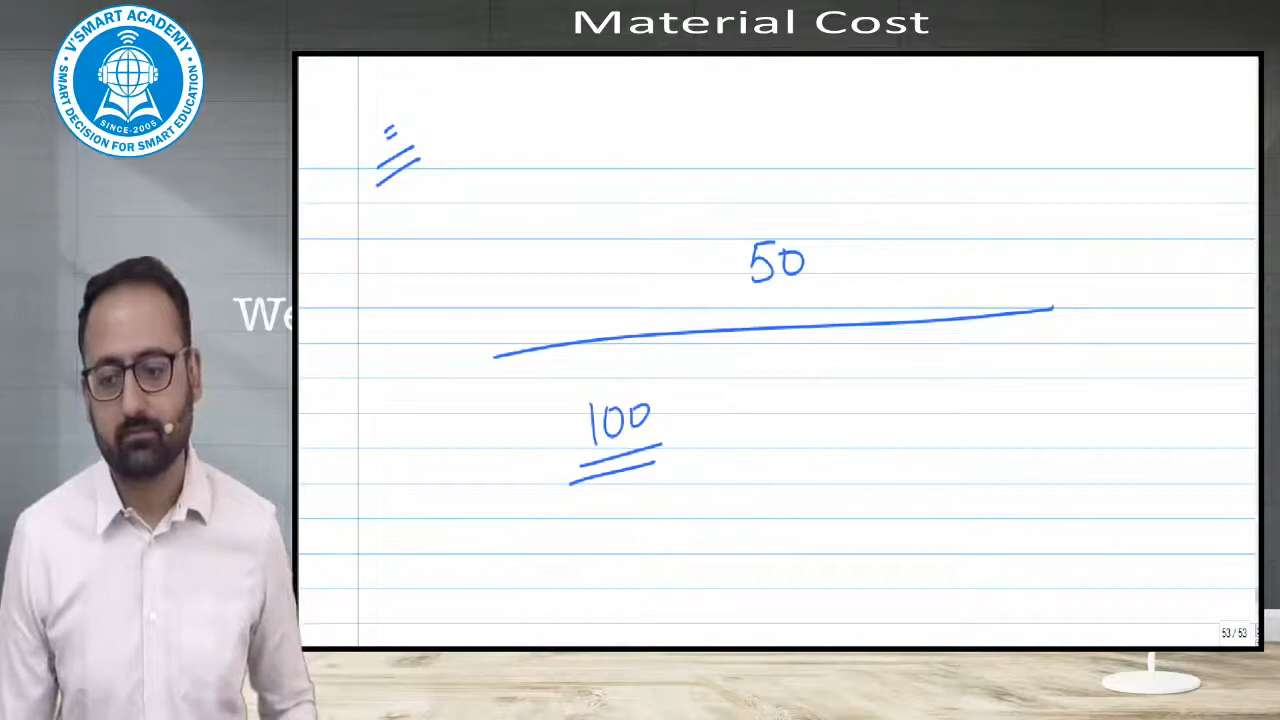 Material Cost
V'SMART ACADEMY
SINCE-2005
SMART DECISION FOR SMART EDUCATION
We
=
50
100
53/53